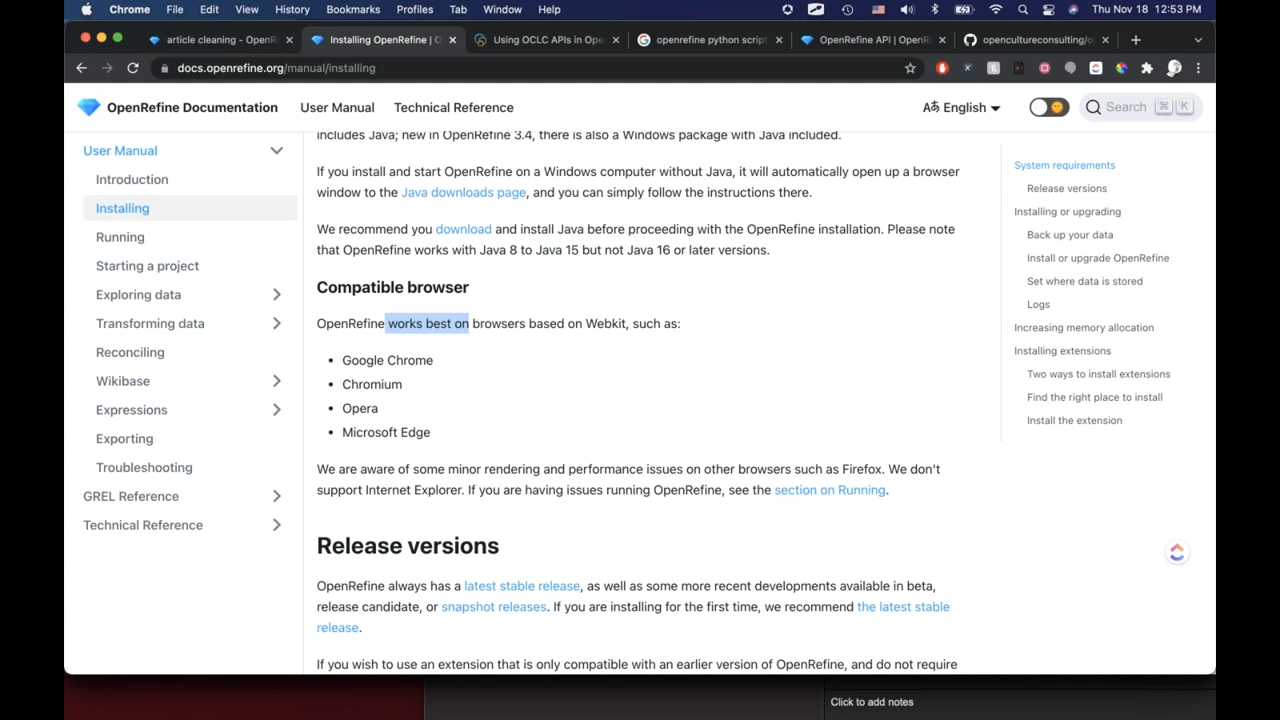 Chrome File Edit View History Bookmarks Profiles Tab Window Help Thu Nov 18 12:53 PM
article cleaning - OpenR Installing OpenRefine | O Using OCLC APIs in Ope openrefine python script OpenRefine API | OpenR opencultureconsulting/o
docs.openrefine.org/manual/installing
OpenRefine Documentation User Manual Technical Reference English Search ⌘ K
User Manual
Introduction
Installing
Running
Starting a project
Exploring data
Transforming data
Reconciling
Wikibase
Expressions
Exporting
Troubleshooting
GREL Reference
Technical Reference
includes Java; new in OpenRefine 3.4, there is also a Windows package with Java included.
If you install and start OpenRefine on a Windows computer without Java, it will automatically open up a browser
window to the Java downloads page, and you can simply follow the instructions there.
We recommend you download and install Java before proceeding with the OpenRefine installation. Please note
that OpenRefine works with Java 8 to Java 15 but not Java 16 or later versions.
Compatible browser
OpenRefine works best on browsers based on Webkit, such as:
• Google Chrome
• Chromium
• Opera
• Microsoft Edge
We are aware of some minor rendering and performance issues on other browsers such as Firefox. We don't
support Internet Explorer. If you are having issues running OpenRefine, see the section on Running.
Release versions
OpenRefine always has a latest stable release, as well as some more recent developments available in beta,
release candidate, or snapshot releases. If you are installing for the first time, we recommend the latest stable
release.
If you wish to use an extension that is only compatible with an earlier version of OpenRefine, and do not require
System requirements
Release versions
Installing or upgrading
Back up your data
Install or upgrade OpenRefine
Set where data is stored
Logs
Increasing memory allocation
Installing extensions
Two ways to install extensions
Find the right place to install
Install the extension
Click to add notes